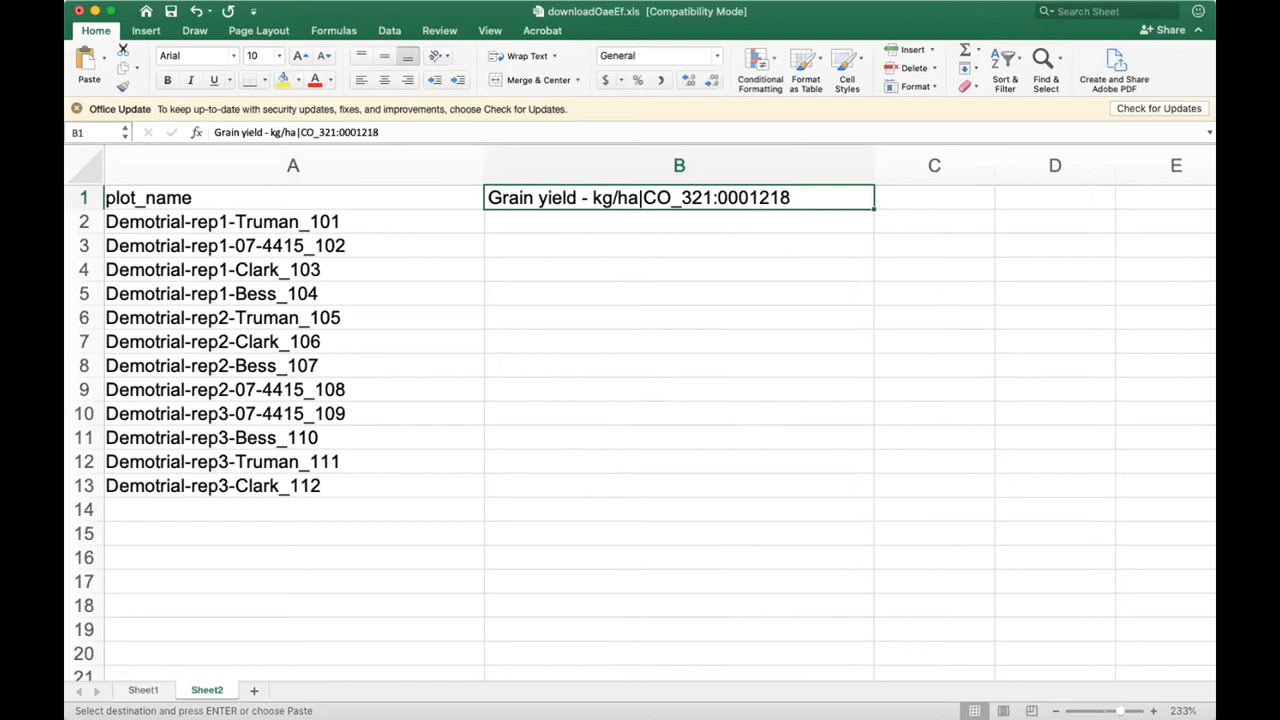 downloadOaeEf.xls [Compatibility Mode]
Search Sheet
Home Insert Draw Page Layout Formulas Data Review View Acrobat
Share
Paste
Arial 10
Wrap Text
Merge & Center
General
Conditional Formatting
Format as Table
Cell Styles
Insert
Delete
Format
Sort & Filter
Find & Select
Create and Share Adobe PDF
Office Update To keep up-to-date with security updates, fixes, and improvements, choose Check for Updates.
Check for Updates
B1 fx Grain yield - kg/ha|CO_321:0001218
A B C D E
1 plot_name Grain yield - kg/ha|CO_321:0001218
2 Demotrial-rep1-Truman_101
3 Demotrial-rep1-07-4415_102
4 Demotrial-rep1-Clark_103
5 Demotrial-rep1-Bess_104
6 Demotrial-rep2-Truman_105
7 Demotrial-rep2-Clark_106
8 Demotrial-rep2-Bess_107
9 Demotrial-rep2-07-4415_108
10 Demotrial-rep3-07-4415_109
11 Demotrial-rep3-Bess_110
12 Demotrial-rep3-Truman_111
13 Demotrial-rep3-Clark_112
14
15
16
17
18
19
20
21
Sheet1 Sheet2 +
Select destination and press ENTER or choose Paste
233%